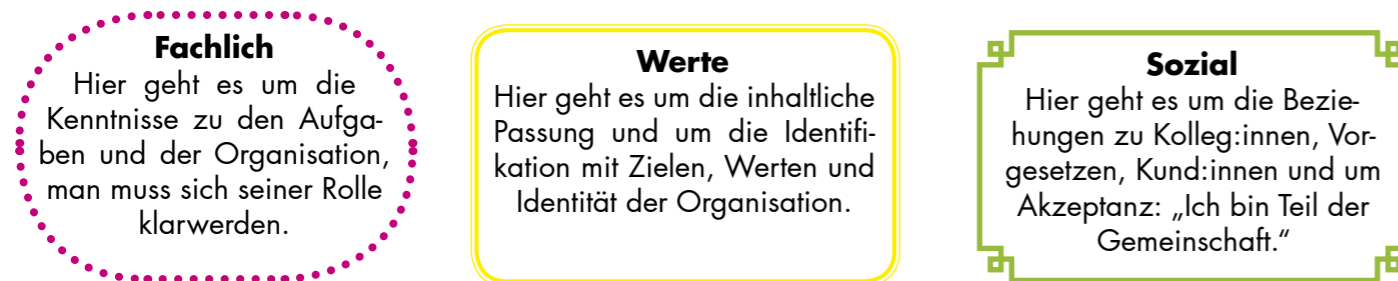 Fachlich
Hier geht es um die
Kenntnisse zu den Aufga-
ben und der Organisation,
man muss sich seiner Rolle
klarwerden.
Werte
Hier geht es um die inhaltliche
Passung und um die Identifi-
kation mit Zielen, Werten und
Identität der Organisation.
Sozial
Hier geht es um die Bezie-
hungen zu Kolleg:innen, Vor-
gesetzen, Kund:innen und um
Akzeptanz: „Ich bin Teil der
Gemeinschaft.“